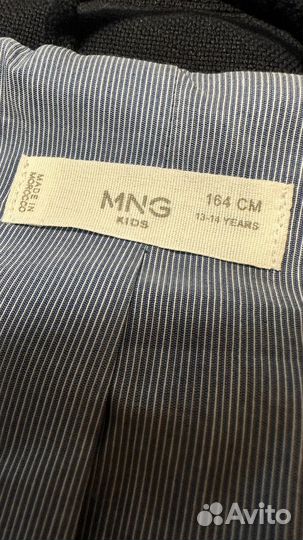 MADE IN
MOROCCO
MNG
KIDS
164 CM
13-14 YEARS
Avito